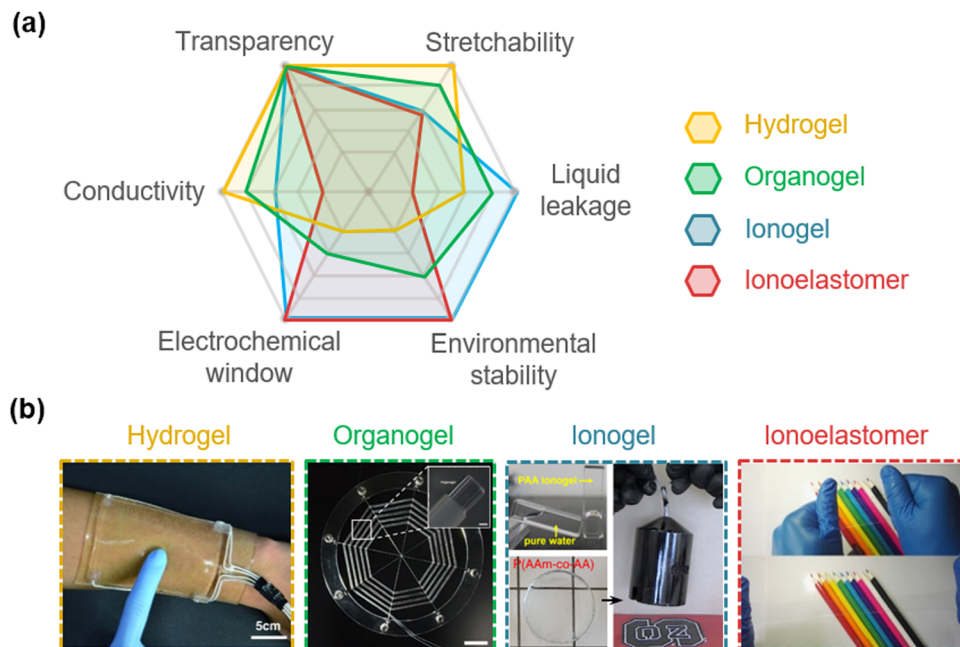 (a)
Transparency
Stretchability
Conductivity
Liquid
leakage
Electrochemical
window
Environmental
stability
Hydrogel
Organogel
Ionogel
Ionoelastomer
(b)
Hydrogel
Organogel
Ionogel
Ionoelastomer
5cm
Organogel
PAA Ionogel
pure water
P(AAm-co-AA)